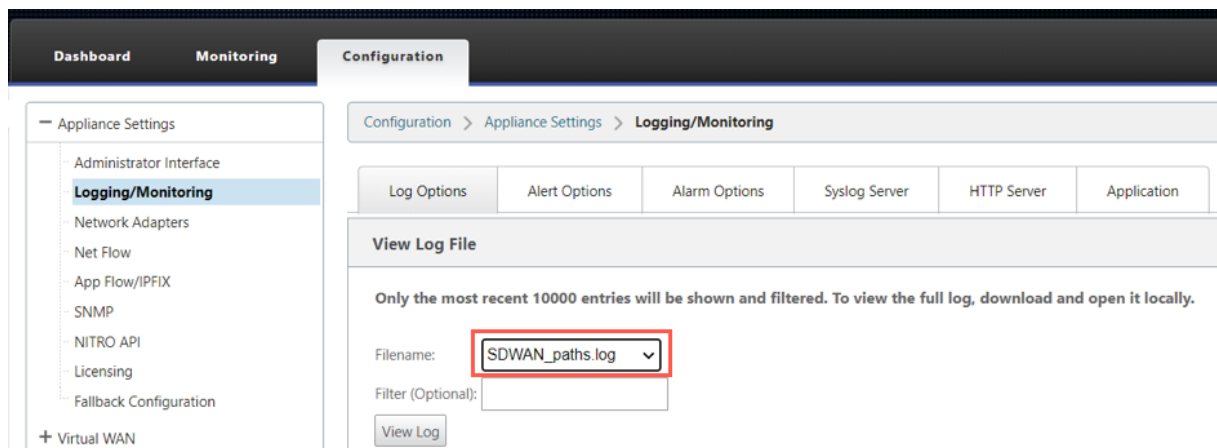 Dashboard Monitoring Configuration
Appliance Settings
Administrator Interface
Logging/Monitoring
Network Adapters
Net Flow
App Flow/IPFIX
SNMP
NITRO API
Licensing
Fallback Configuration
Virtual WAN
Configuration > Appliance Settings > Logging/Monitoring
Log Options Alert Options Alarm Options Syslog Server HTTP Server Application
View Log File
Only the most recent 10000 entries will be shown and filtered. To view the full log, download and open it locally.
Filename: SDWAN_paths.log
Filter (Optional):
View Log